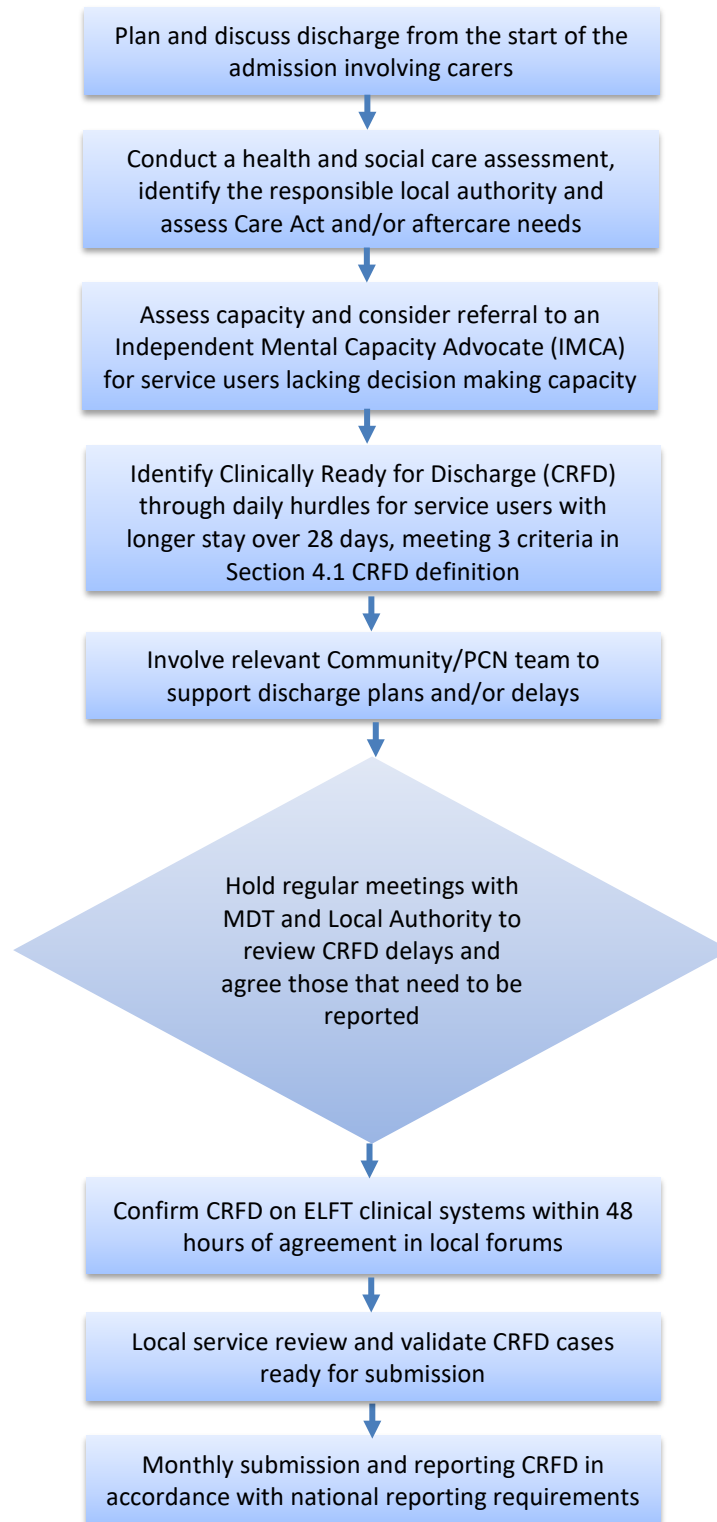 Plan and discuss discharge from the start of the
admission involving carers
Conduct a health and social care assessment,
identify the responsible local authority and
assess Care Act and/or aftercare needs
Assess capacity and consider referral to an
Independent Mental Capacity Advocate (IMCA)
for service users lacking decision making capacity
Identify Clinically Ready for Discharge (CRFD)
through daily hurdles for service users with
longer stay over 28 days, meeting 3 criteria in
Section 4.1 CRFD definition
Involve relevant Community/PCN team to
support discharge plans and/or delays
Hold regular meetings with
MDT and Local Authority to
review CRFD delays and
agree those that need to be
reported
Confirm CRFD on ELFT clinical systems within 48
hours of agreement in local forums
Local service review and validate CRFD cases
ready for submission
Monthly submission and reporting CRFD in
accordance with national reporting requirements